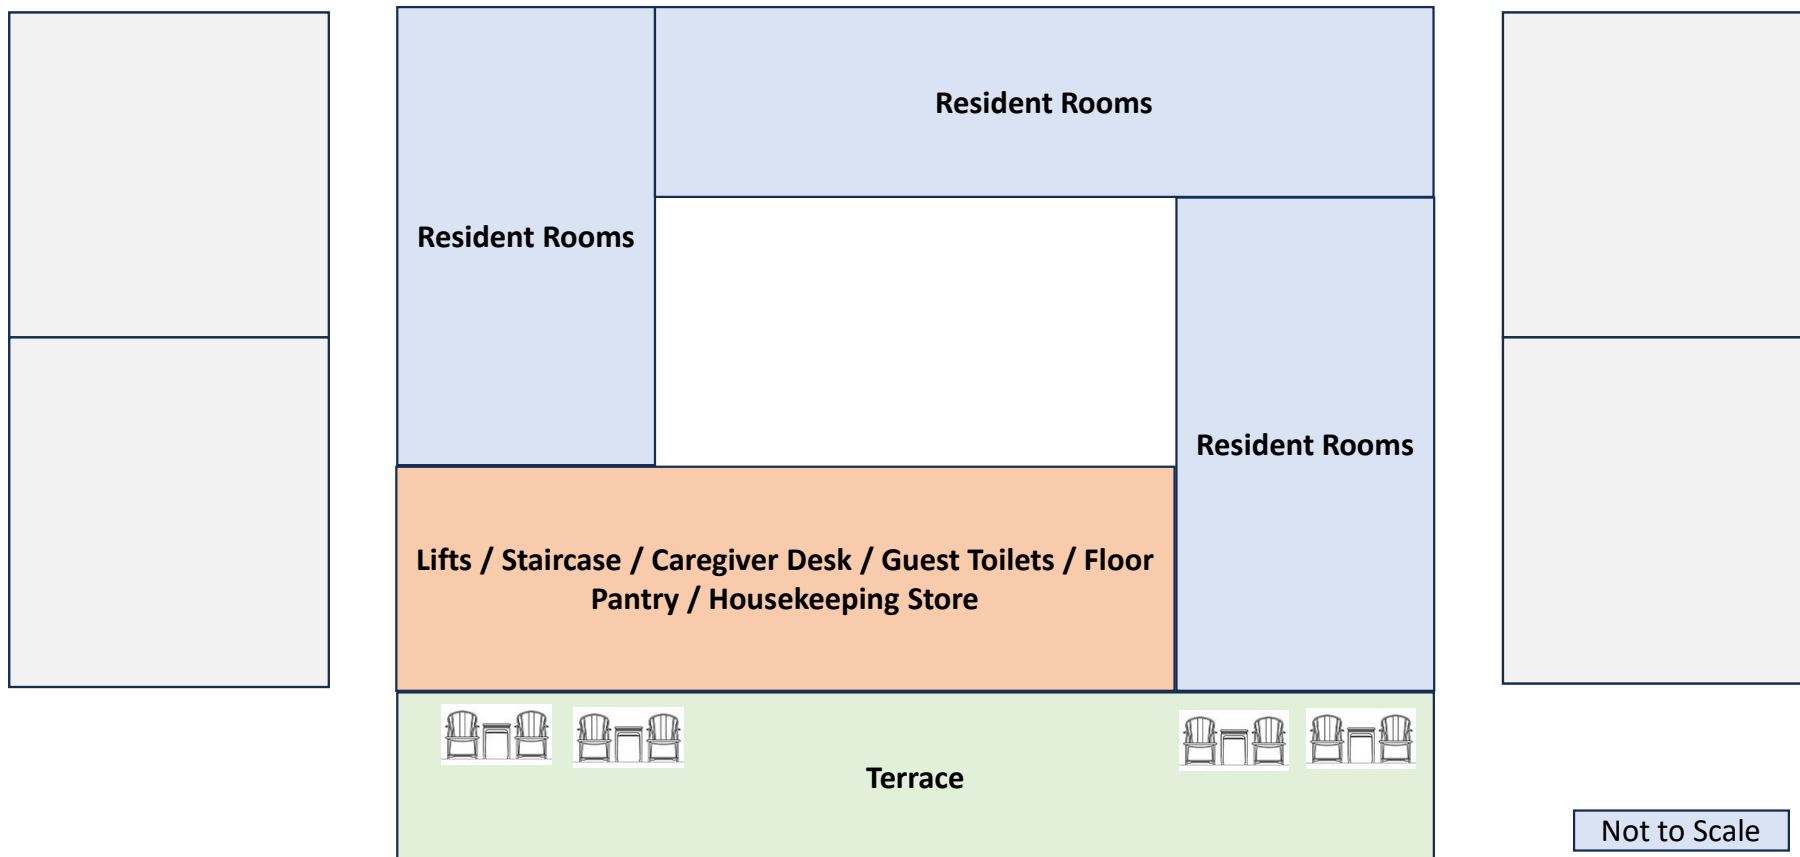 Resident Rooms
Resident Rooms
Resident Rooms
Lifts / Staircase / Caregiver Desk / Guest Toilets / Floor
Pantry / Housekeeping Store
Terrace
Not to Scale